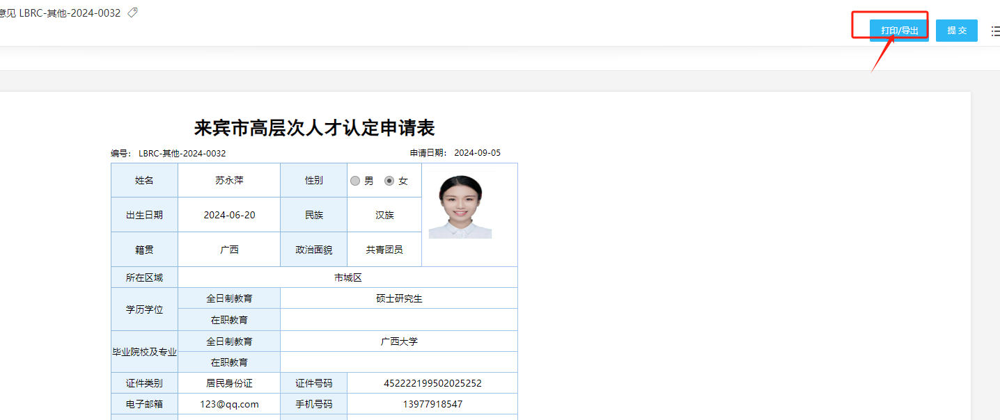 意见 LBRC-其他-2024-0032
打印/导出 提 交
来宾市高层次人才认定申请表
编号: LBRC-其他-2024-0032 申请日期: 2024-09-05
姓名 苏永萍 性别 男 女
出生日期 2024-06-20 民族 汉族
籍贯 广西 政治面貌 共青团员
所在区域 市城区
学历学位 全日制教育 硕士研究生
在职教育
毕业院校及专业 全日制教育 广西大学
在职教育
证件类别 居民身份证 证件号码 452222199502025252
电子邮箱 123@qq.com 手机号码 13977918547